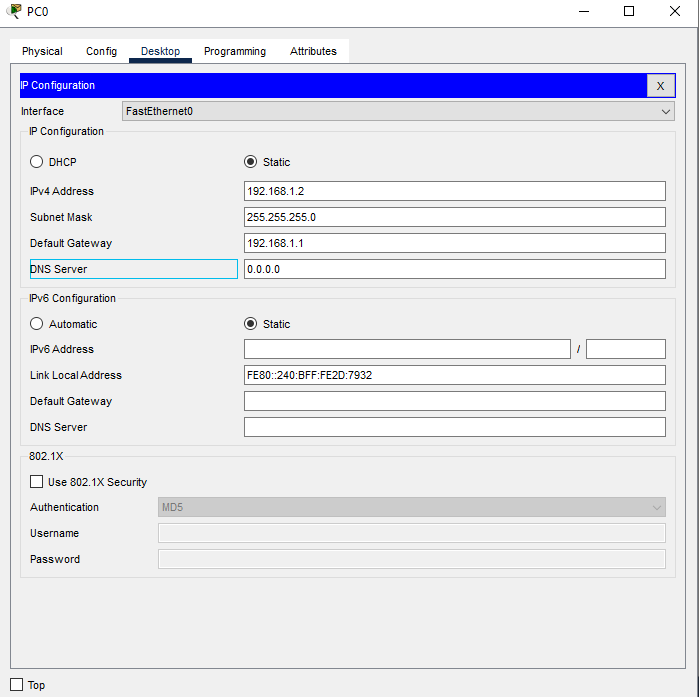 PC0
Physical Config Desktop Programming Attributes
IP Configuration X
Interface FastEthernet0
IP Configuration
DHCP Static
IPv4 Address 192.168.1.2
Subnet Mask 255.255.255.0
Default Gateway 192.168.1.1
DNS Server 0.0.0.0
IPv6 Configuration
Automatic Static
IPv6 Address /
Link Local Address FE80::240:BFF:FE2D:7932
Default Gateway
DNS Server
802.1X
Use 802.1X Security
Authentication MD5
Username
Password
Top